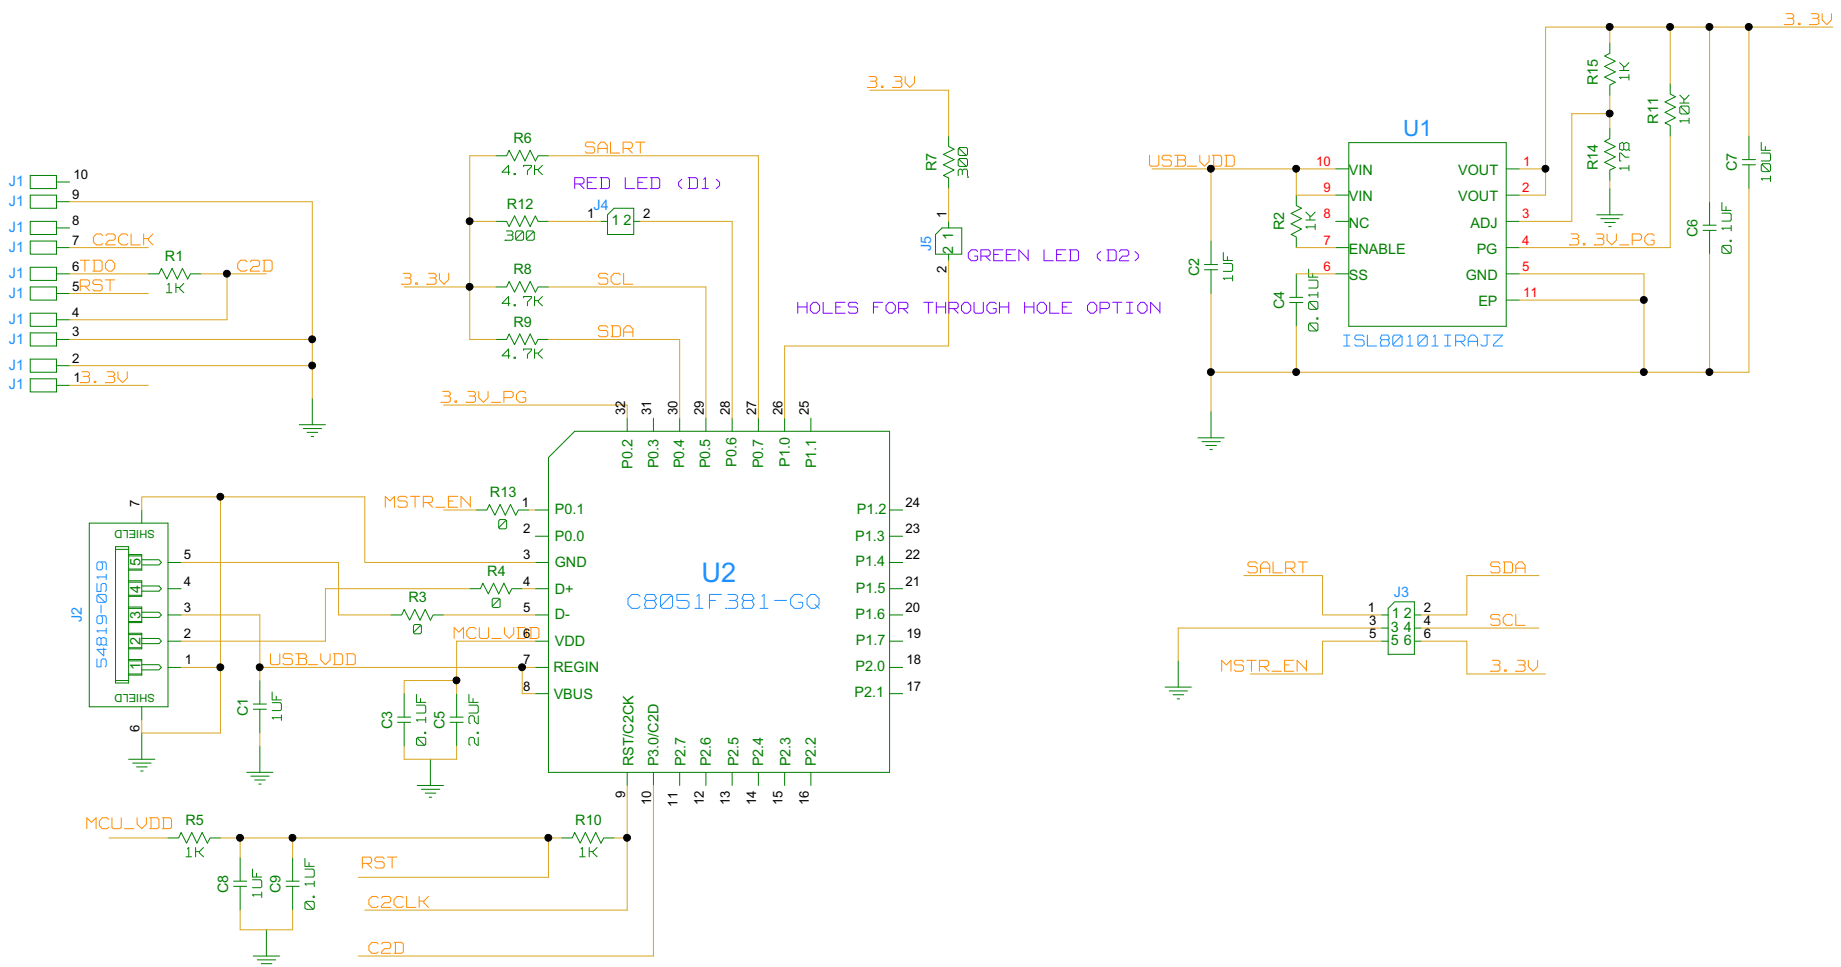 3.3V
R7
300
1
J5
2 1
2
GREEN LED (D2)
HOLES FOR THROUGH HOLE OPTION
R6
4.7K
SALRT
RED LED (D1)
R12
300
J4
1
1 2
2
3.3V
R8
4.7K
SCL
R9
4.7K
SDA
3.3V_PG
J1 10
J1 9
J1 8
J1 7 C2CLK
J1 6 TDO
R1
1K
C2D
J1 5 RST
J1 4
J1 3
J1 2
J1 1 3.3V
3.3V
R15
1K
R14
178
R11
10K
C6
0.1UF
C7
10UF
U1
USB_VDD
10 VIN
9 VIN
8 NC
7 ENABLE
6 SS
VOUT 1
VOUT 2
ADJ 3
PG 4
GND 5
EP 11
3.3V_PG
ISL80101IRAJZ
R2
1K
C2
1UF
C4
0.01UF
32 31 30 29 28 27 26 25
P0.2 P0.3 P0.4 P0.5 P0.6 P0.7 P1.0 P1.1
MSTR_EN
R13
0
1 P0.1
2 P0.0
3 GND
R4
0
4 D+
R3
0
5 D-
MCU_VDD
6 VDD
7 REGIN
8 VBUS
U2
C8051F381-GQ
P1.2 24
P1.3 23
P1.4 22
P1.5 21
P1.6 20
P1.7 19
P2.0 18
P2.1 17
RST/C2CK P3.0/C2D P2.7 P2.6 P2.5 P2.4 P2.3 P2.2
9 10 11 12 13 14 15 16
J2
54819-0519
SHIELD
7
5 5
4 4
3 3
2 2
1 1
SHIELD
6
USB_VDD
C1
1UF
C3
0.1UF
C5
2.2UF
MCU_VDD
R5
1K
R10
1K
C8
1UF
C9
0.1UF
RST
C2CLK
C2D
SALRT
SDA
J3
1 1 2 2
3 3 4 4
5 5 6 6
SCL
MSTR_EN
3.3V